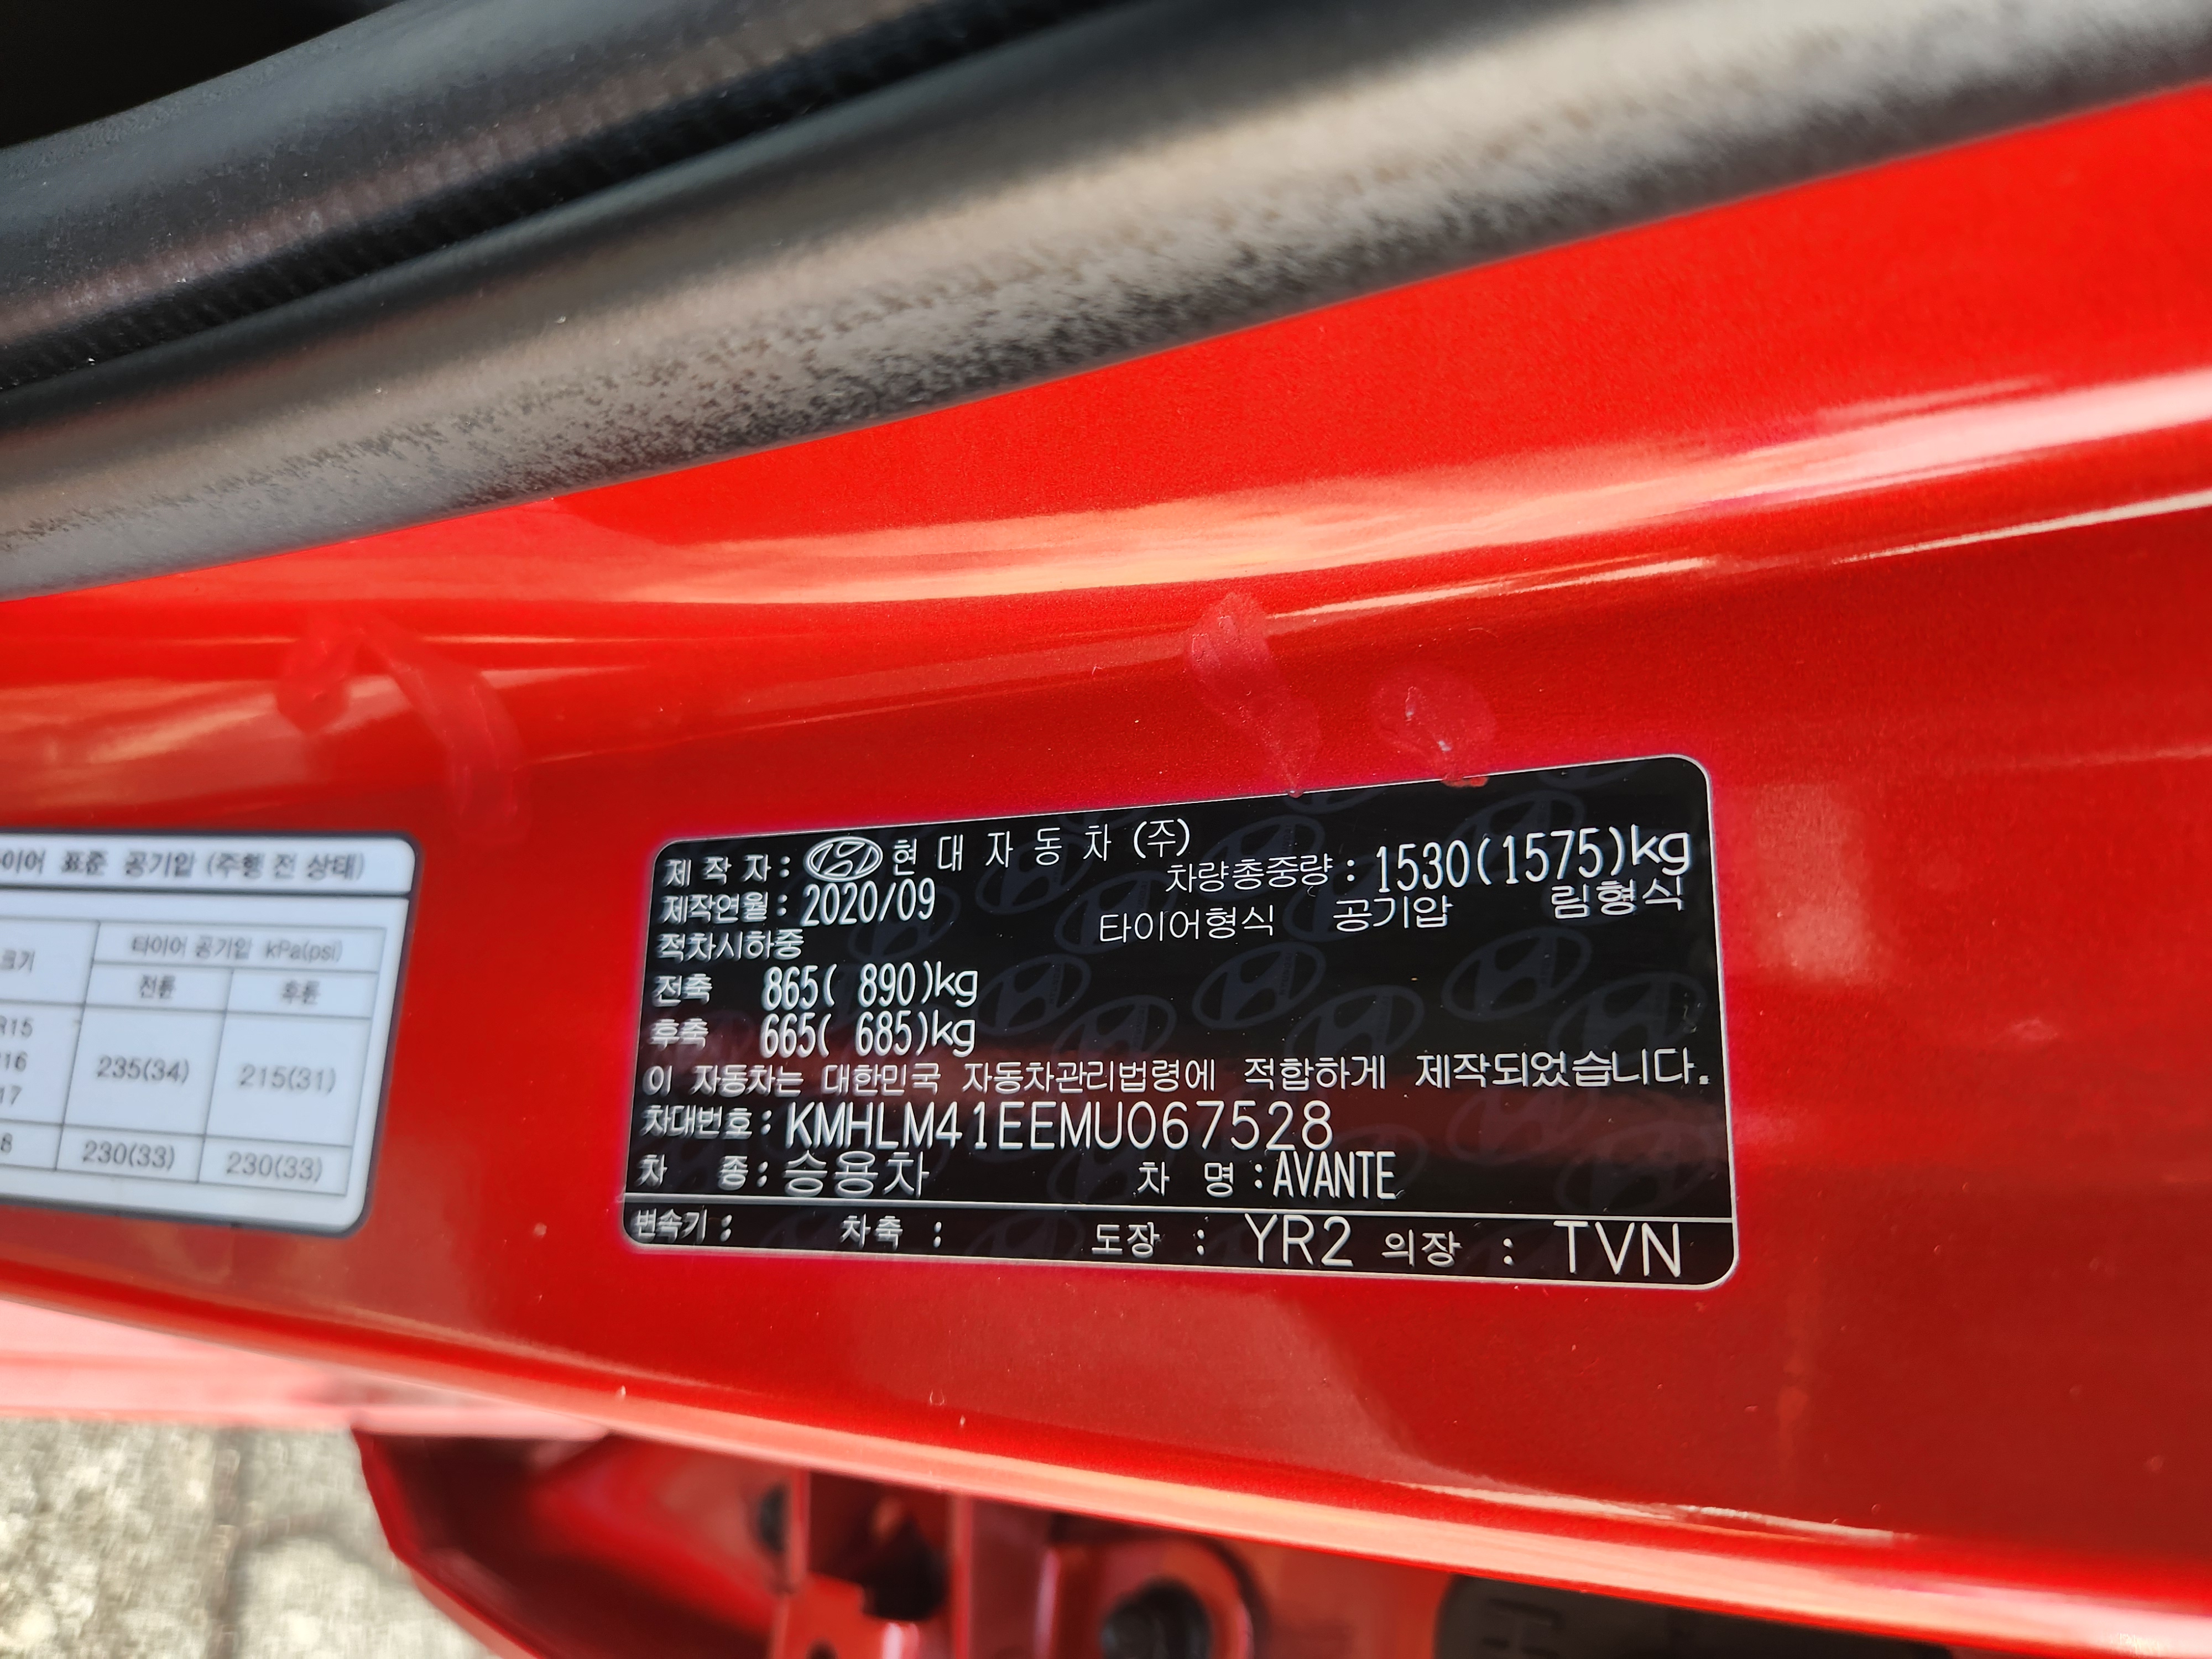 이어 표준 공기압 (주행 전 상태)
크기
타이어 공기압 kPa(psi)
전륜 후륜
R15
16
17
235(34) 215(31)
8 230(33) 230(33)
제 작 자 : 현 대 자 동 차 (주)
차량총중량 : 1530(1575)kg
제작연월 : 2020/09
타이어형식 공기압 림형식
적차시하중
전축 865( 890)kg
후축 665( 685)kg
이 자동차는 대한민국 자동차관리법령에 적합하게 제작되었습니다.
차대번호 : KMHLM41EEMU067528
차 종 : 승용차 차 명 : AVANTE
변속기 : 차축 : 도장 : YR2 의장 : TVN